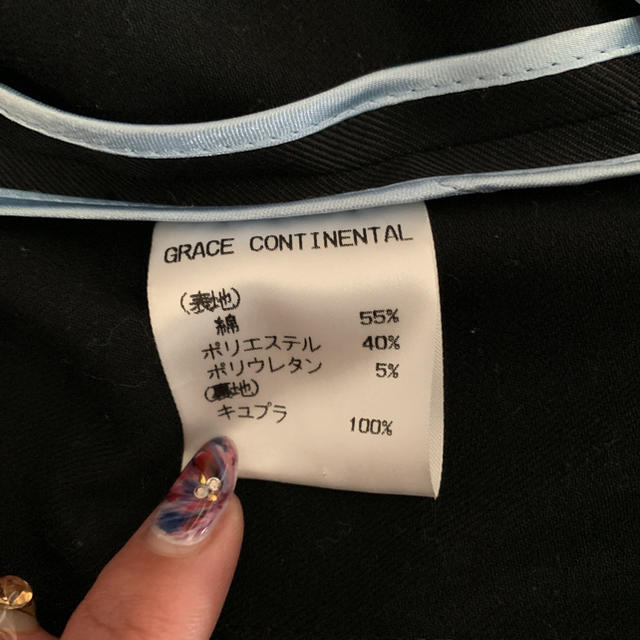 GRACE CONTINENTAL
(表地)
綿 55%
ポリエステル 40%
ポリウレタン 5%
(裏地)
キュプラ 100%